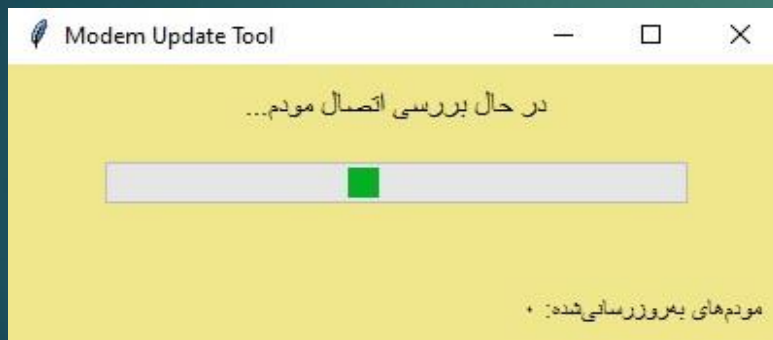 Modem Update Tool
در حال بررسی اتصال مودم...
مودم‌های به‌روزرسانی‌شده: ۰